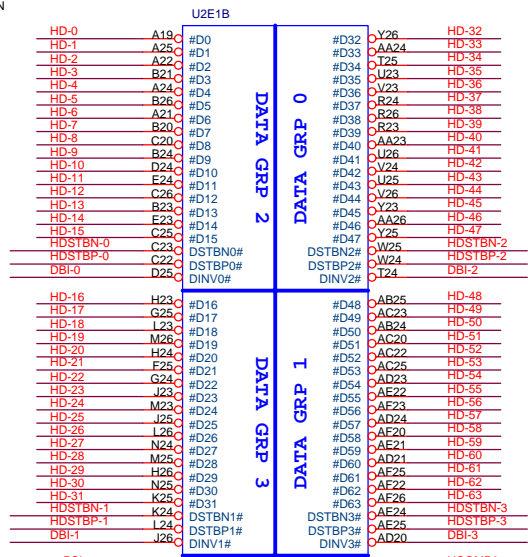 N
U2E1B
HD-0 A19 #D0 #D32 Y26 HD-32
HD-1 A25 #D1 #D33 AA24 HD-33
HD-2 A22 #D2 #D34 T25 HD-34
HD-3 B21 #D3 #D35 U23 HD-35
HD-4 A24 #D4 #D36 V23 HD-36
HD-5 B26 #D5 #D37 R24 HD-37
HD-6 A21 #D6 #D38 R26 HD-38
HD-7 B20 #D7 #D39 R23 HD-39
HD-8 C20 #D8 #D40 AA23 HD-40
HD-9 B24 #D9 #D41 U26 HD-41
HD-10 D24 #D10 #D42 V24 HD-42
HD-11 E24 #D11 #D43 U25 HD-43
HD-12 C26 #D12 #D44 V26 HD-44
HD-13 B23 #D13 #D45 Y23 HD-45
HD-14 E23 #D14 #D46 AA26 HD-46
HD-15 C25 #D15 #D47 Y25 HD-47
HDSTBN-0 C23 DSTBN0# DSTBN2# W25 HDSTBN-2
HDSTBP-0 C22 DSTBP0# DSTBP2# W24 HDSTBP-2
DBI-0 D25 DINV0# DINV2# T24 DBI-2
DATA GRP 2
DATA GRP 0
HD-16 H23 #D16 #D48 AB25 HD-48
HD-17 G25 #D17 #D49 AC23 HD-49
HD-18 L23 #D18 #D50 AB24 HD-50
HD-19 M26 #D19 #D51 AC20 HD-51
HD-20 H24 #D20 #D52 AC22 HD-52
HD-21 F25 #D21 #D53 AC25 HD-53
HD-22 G24 #D22 #D54 AD23 HD-54
HD-23 J23 #D23 #D55 AE22 HD-55
HD-24 M23 #D24 #D56 AF23 HD-56
HD-25 J25 #D25 #D57 AD24 HD-57
HD-26 L26 #D26 #D58 AF20 HD-58
HD-27 N24 #D27 #D59 AE21 HD-59
HD-28 M25 #D28 #D60 AD21 HD-60
HD-29 H26 #D29 #D61 AF25 HD-61
HD-30 N25 #D30 #D62 AF22 HD-62
HD-31 K25 #D31 #D63 AF26 HD-63
HDSTBN-1 K24 DSTBN1# DSTBN3# AE24 HDSTBN-3
HDSTBP-1 L24 DSTBP1# DSTBP3# AE25 HDSTBP-3
DBI-1 J26 DINV1# DINV3# AD20 DBI-3
DATA GRP 3
DATA GRP 1